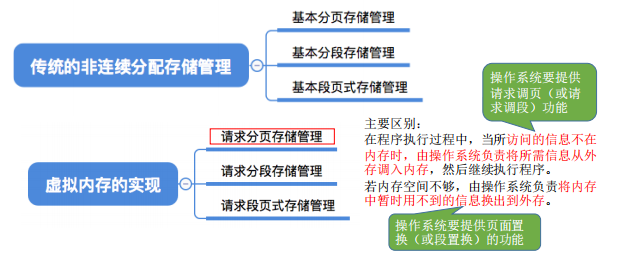 传统的非连续分配存储管理
基本分页存储管理
基本分段存储管理
基本段页式存储管理
虚拟内存的实现
请求分页存储管理
请求分段存储管理
请求段页式存储管理
操作系统要提供
请求调页（或请
求调段）功能
主要区别：
在程序执行过程中，当所访问的信息不在
内存时，由操作系统负责将所需信息从外
存调入内存，然后继续执行程序。
若内存空间不够，由操作系统负责将内存
中暂时用不到的信息换出到外存。
操作系统要提供页面置
换（或段置换）的功能